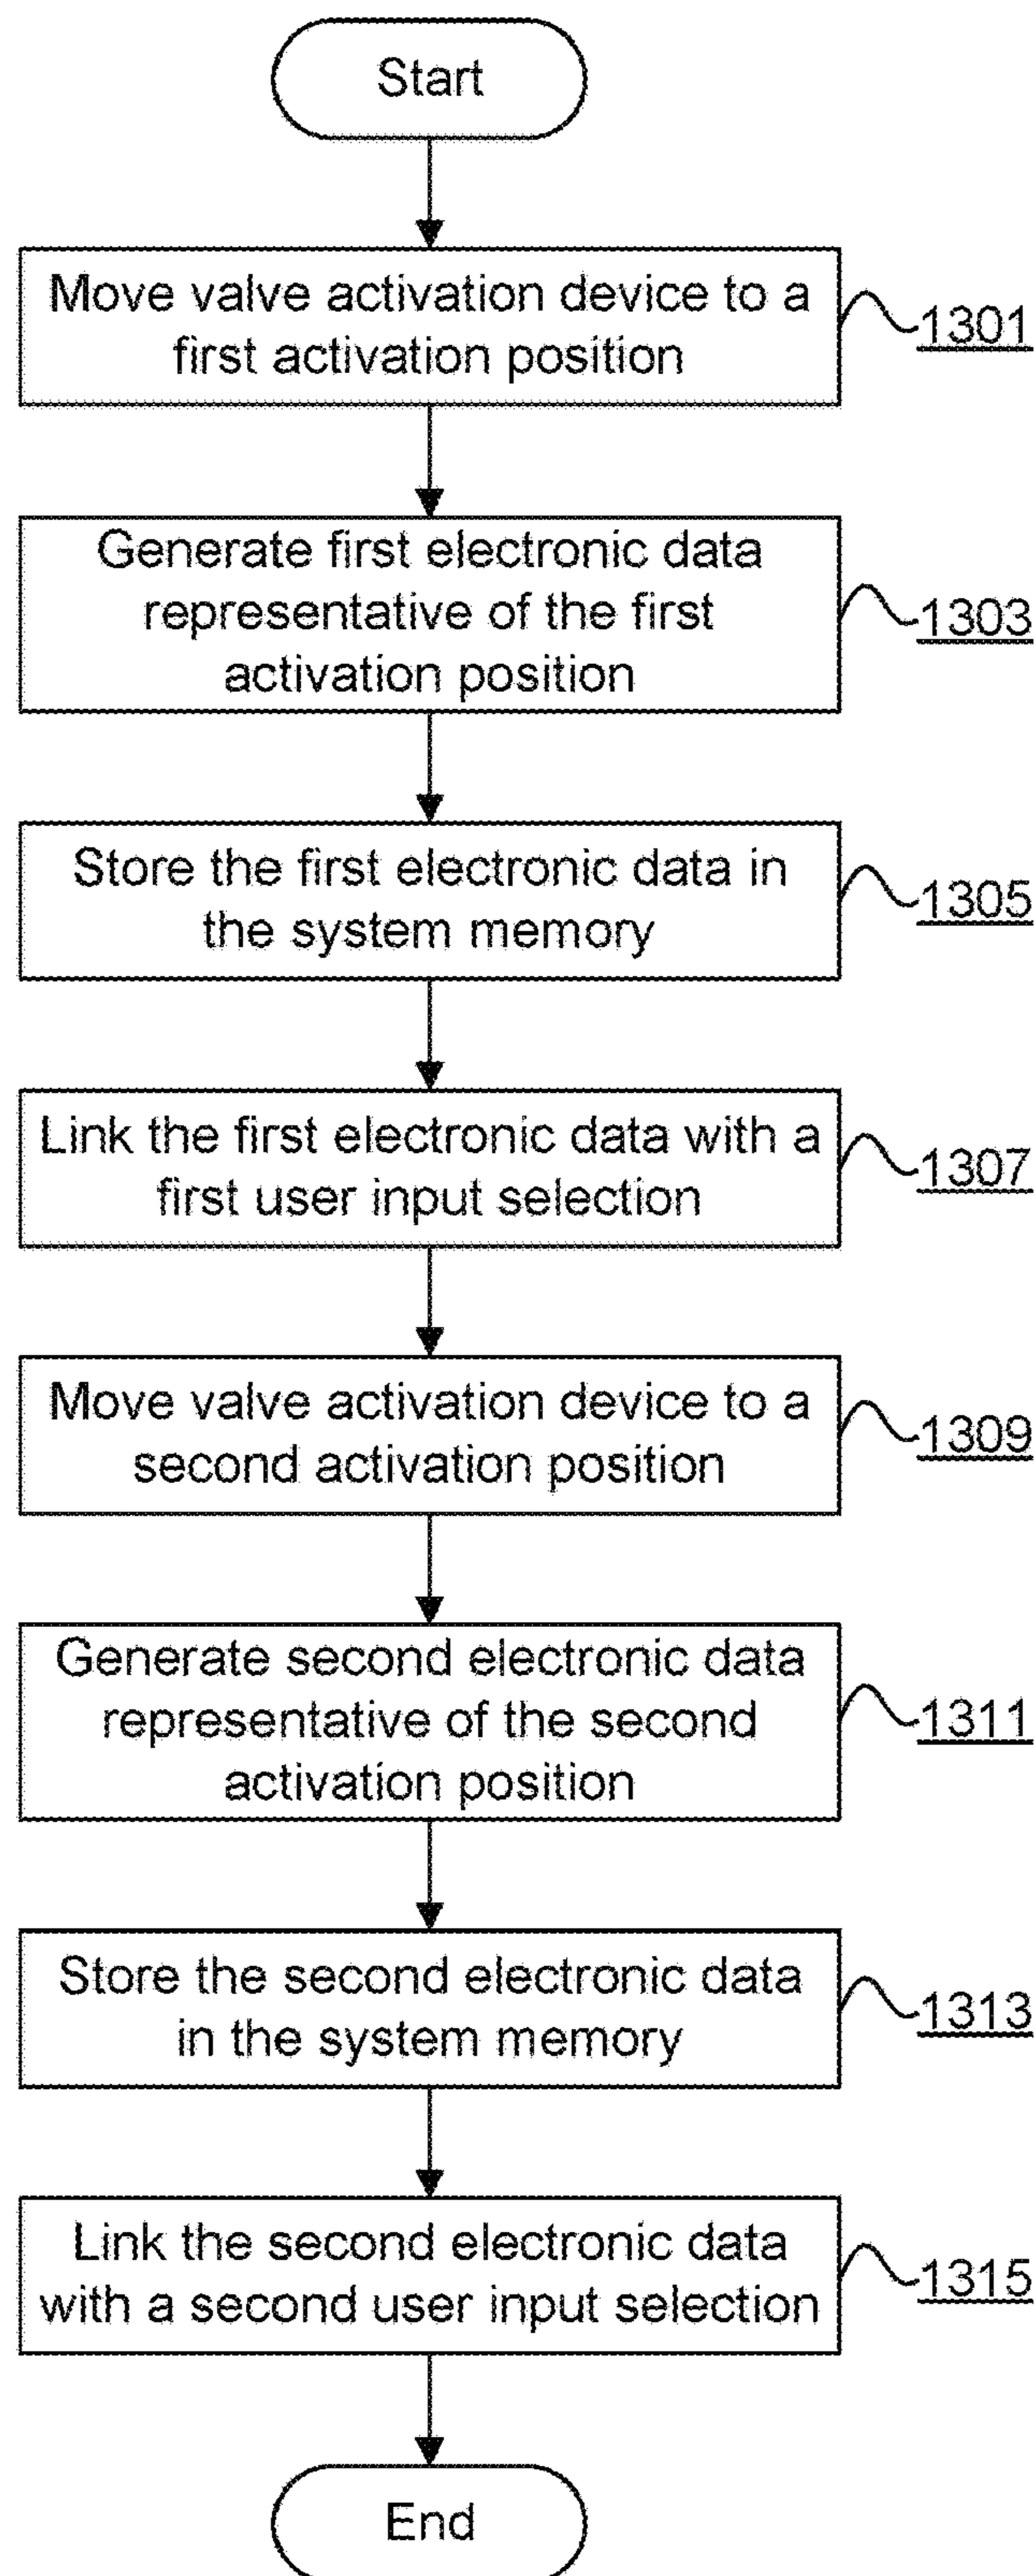 Start
Move valve activation device to a
first activation position
1301
Generate first electronic data
representative of the first
activation position
1303
Store the first electronic data in
the system memory
1305
Link the first electronic data with a
first user input selection
1307
Move valve activation device to a
second activation position
1309
Generate second electronic data
representative of the second
activation position
1311
Store the second electronic data
in the system memory
1313
Link the second electronic data
with a second user input selection
1315
End